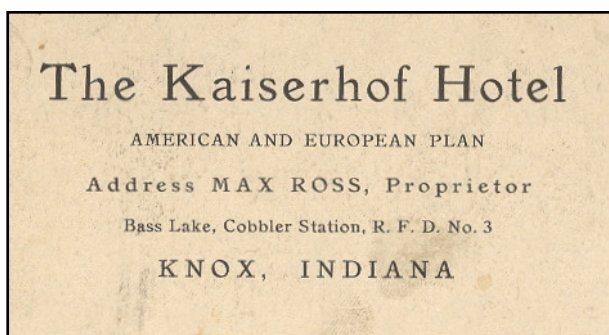 The Kaiserhof Hotel
AMERICAN AND EUROPEAN PLAN
Address MAX ROSS, Proprietor
Bass Lake, Cobbler Station, R. F. D. No. 3
KNOX, INDIANA